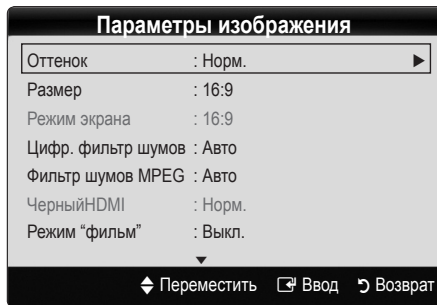 Параметры изображения
Оттенок : Норм. ►
Размер : 16:9
Режим экрана : 16:9
Цифр. фильтр шумов : Авто
Фильтр шумов MPEG : Авто
ЧерныйHDMI : Норм.
Режим “фильм” : Выкл.
Переместить Ввод Возврат